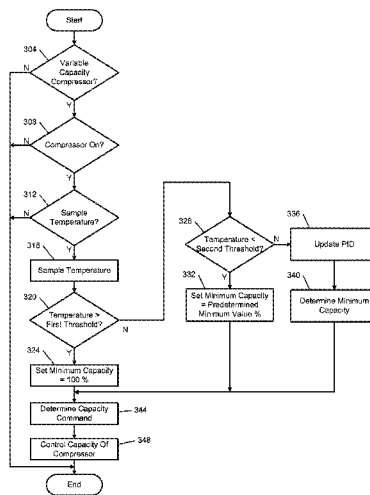 Start
304
Variable
Capacity
Compressor?
N
Y
308
Compressor On?
N
Y
312
Sample
Temperature?
N
Y
316
Sample Temperature
320
Temperature >
First Threshold?
N
Y
324
Set Minimum Capacity
= 100 %
328
Temperature <
Second Threshold?
N
Y
332
Set Minimum Capacity
= Predetermined
Minimum Value %
336
Update PID
340
Determine Minimum
Capacity
Determine Capacity
Command
344
Control Capacity Of
Compressor
348
End